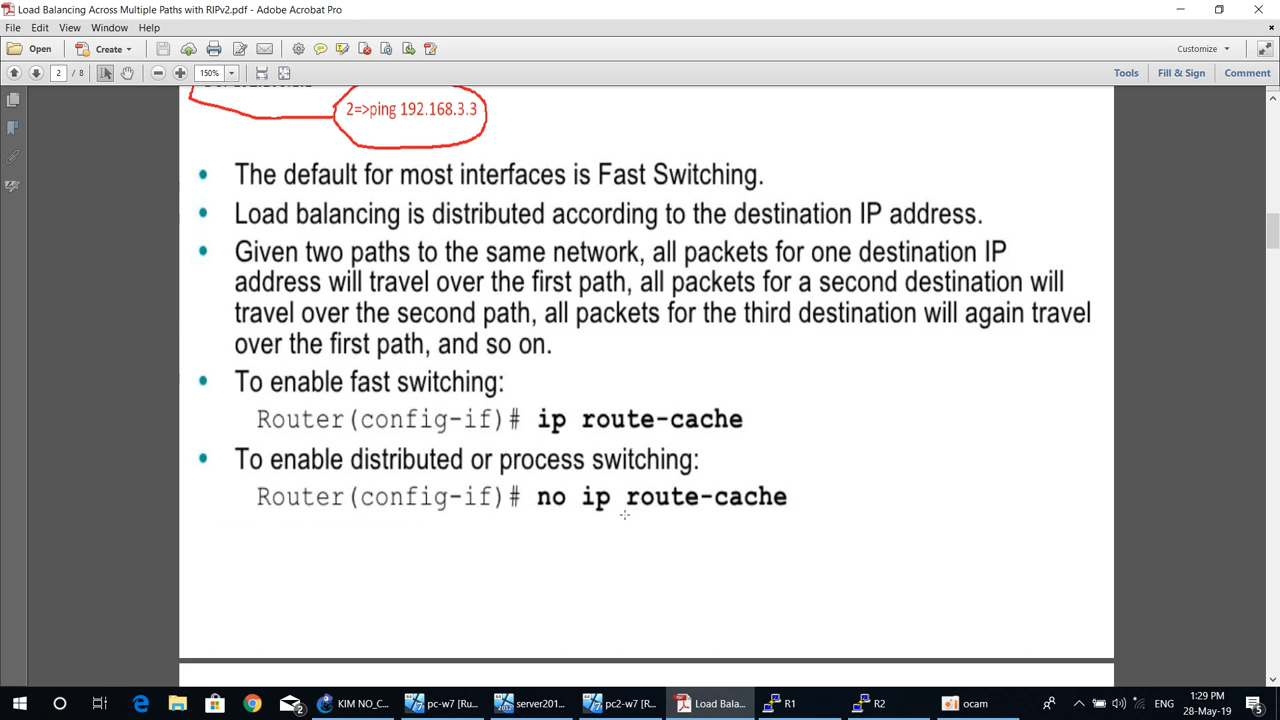 Load Balancing Across Multiple Paths with RIPv2.pdf - Adobe Acrobat Pro
File Edit View Window Help
Open Create Customize
2 / 8 150% Tools Fill & Sign Comment
2=>ping 192.168.3.3
• The default for most interfaces is Fast Switching.
• Load balancing is distributed according to the destination IP address.
• Given two paths to the same network, all packets for one destination IP
address will travel over the first path, all packets for a second destination will
travel over the second path, all packets for the third destination will again travel
over the first path, and so on.
• To enable fast switching:
Router(config-if)# ip route-cache
• To enable distributed or process switching:
Router(config-if)# no ip route-cache
KIM NO_C... pc-w7 [Ru... server201... pc2-w7 [R... Load Bala... R1 R2 ocam ENG 1:29 PM
28-May-19 5